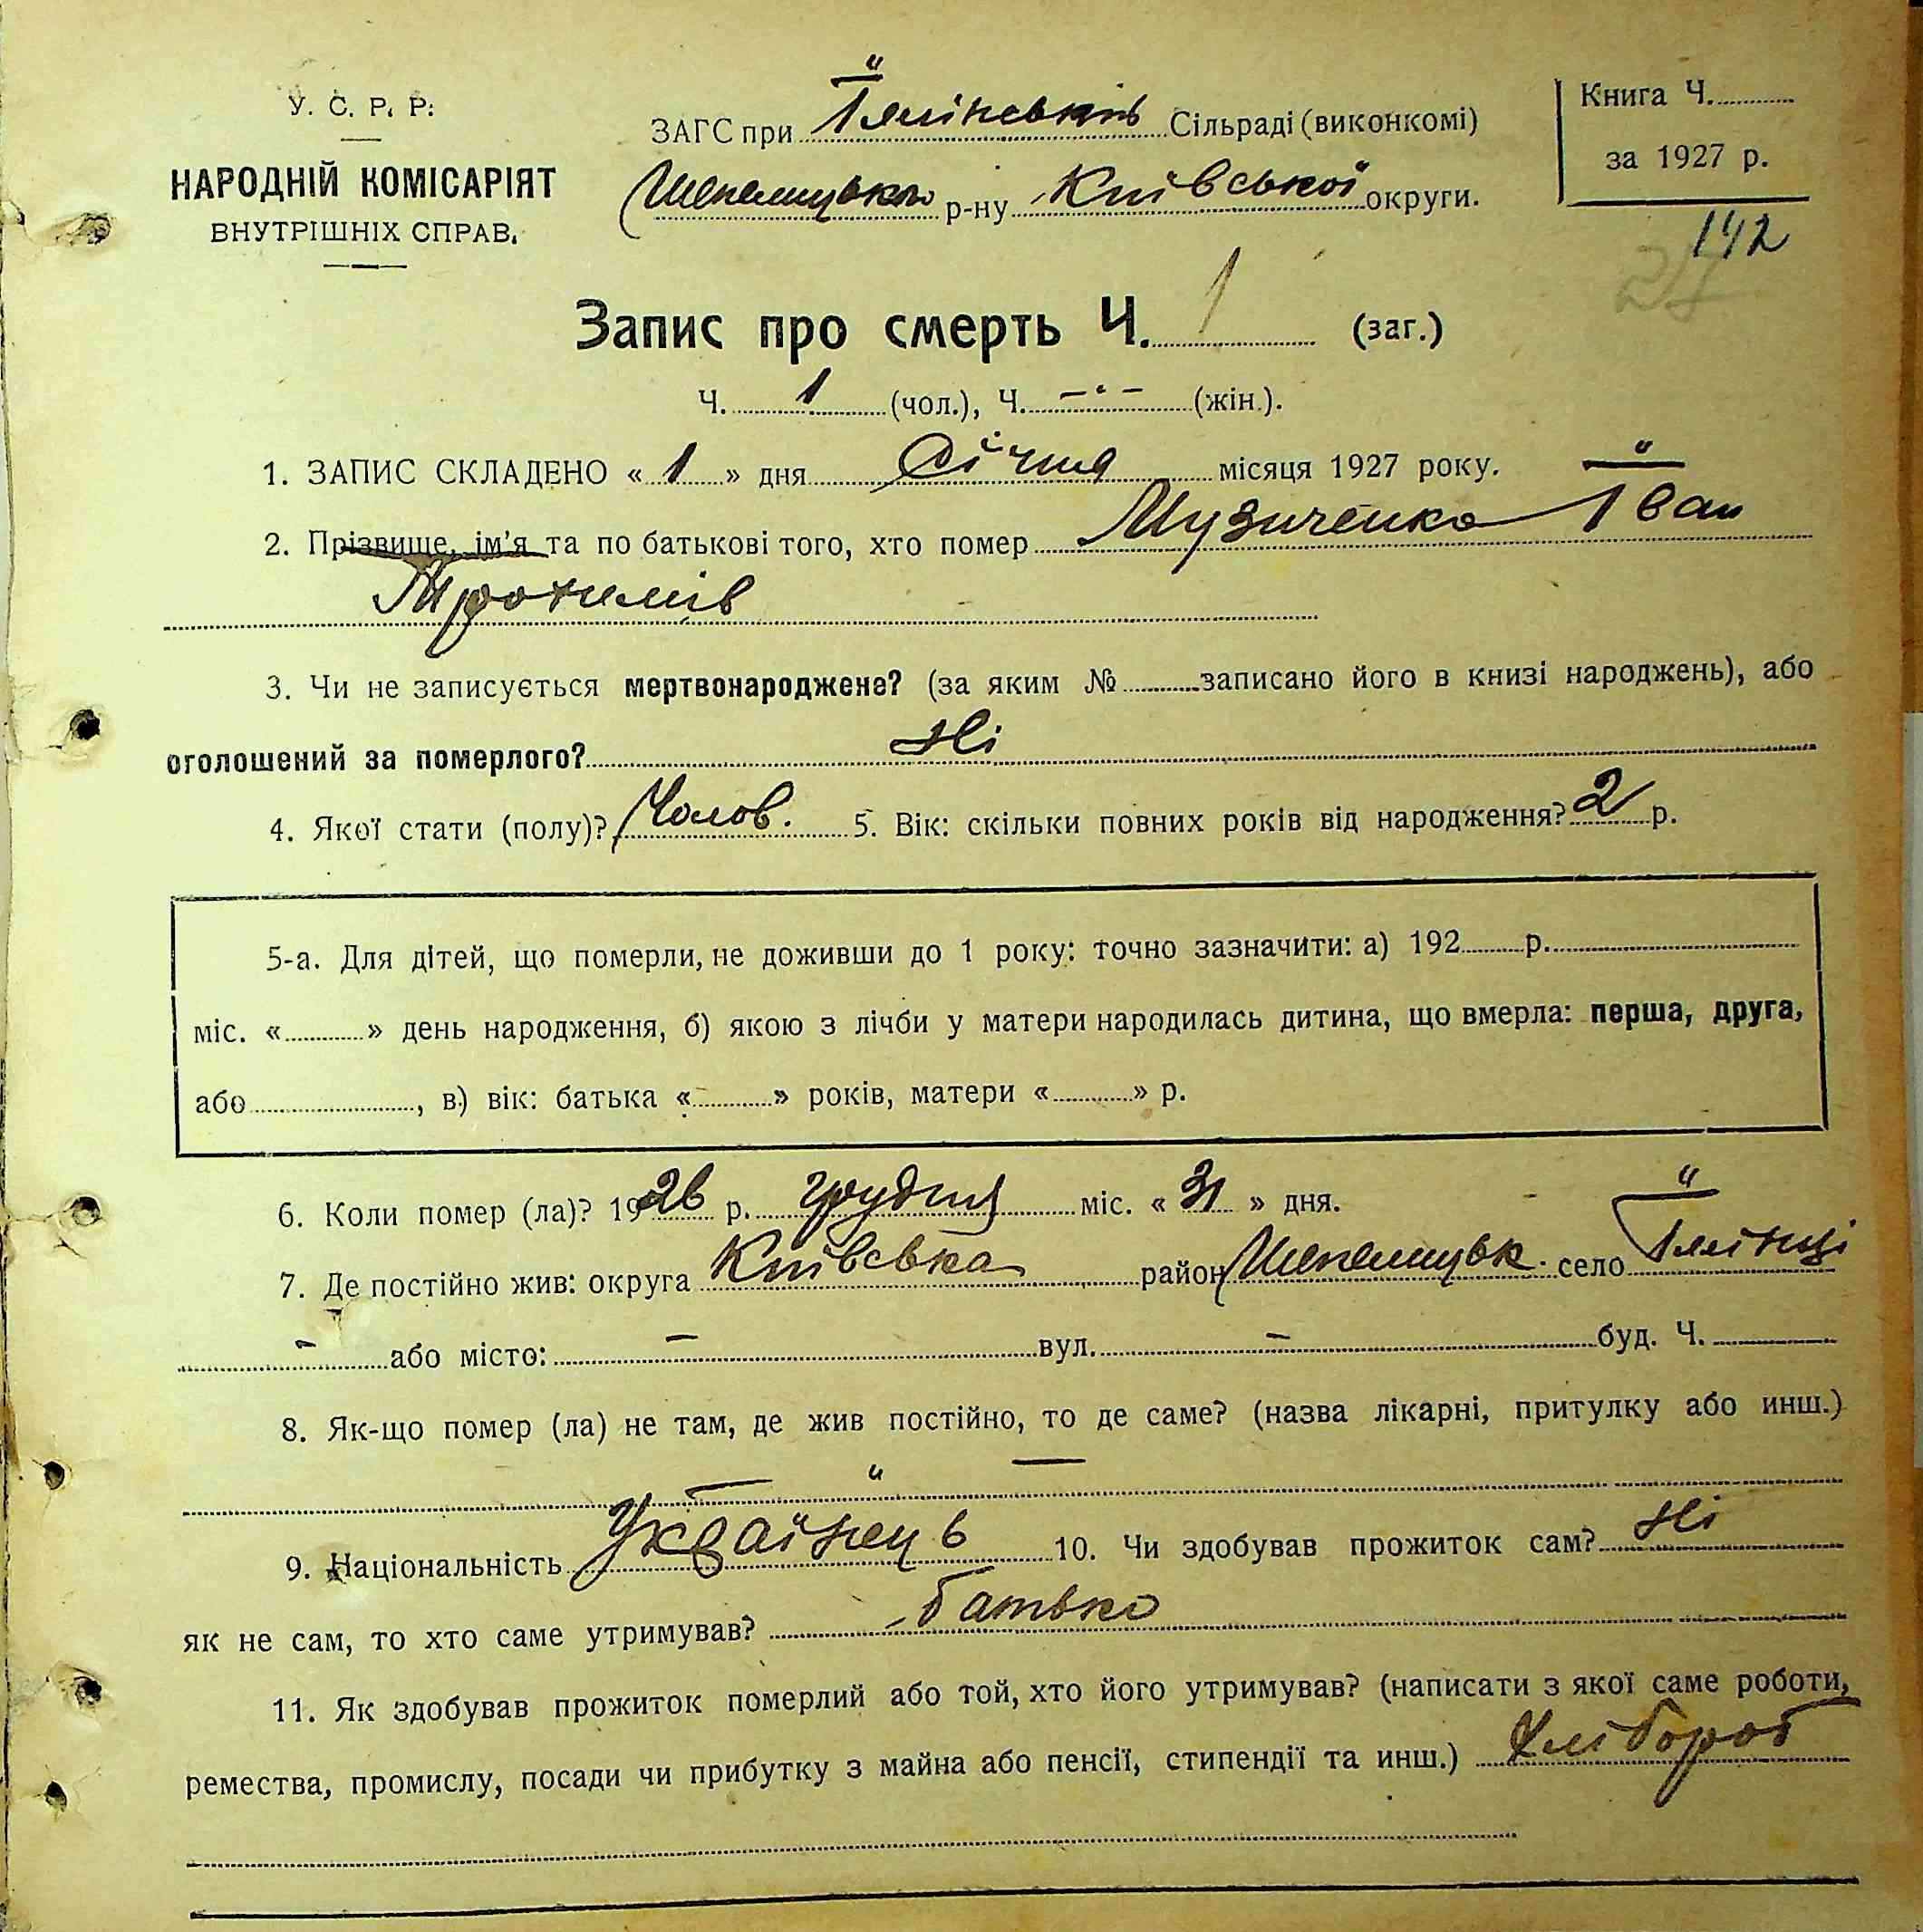 У. С. Р. Р.
НАРОДНІЙ КОМІСАРІЯТ
ВНУТРІШНІХ СПРАВ.
ЗАГС при Іллінській Сільраді (виконкомі)
Шепелицьком р-ну Київської округи.
Книга Ч.
за 1927 р.
142
27
Запис про смерть Ч. 1 (заг.)
Ч. 1 (чол.), Ч. — (жін.).
1. ЗАПИС СКЛАДЕНО « 1 » дня Січня місяця 1927 року.
2. Прізвище, ім'я та по батькові того, хто помер Музиченко Іван
Трохимів
3. Чи не записується мертвонароджене? (за яким № записано його в книзі народжень), або
оголошений за померлого? Ні
4. Якої стати (полу)? Чолов. 5. Вік: скільки повних років від народження? 2 р.
5-а. Для дітей, що померли, не доживши до 1 року: точно зазначити: а) 192 р.
міс. « » день народження, б) якою з лічби у матери народилась дитина, що вмерла: перша, друга,
або , в) вік: батька « » років, матери « » р.
6. Коли помер (ла)? 1926 р. грудня міс. « 31 » дня.
7. Де постійно жив: округа Київська район Шепелицьк. село Іллінці
— або місто: — вул. — буд. Ч.
8. Як-що помер (ла) не там, де жив постійно, то де саме? (назва лікарні, притулку або инш.)
— " —
9. Національність Українець 10. Чи здобував прожиток сам? Ні
як не сам, то хто саме утримував? батько
11. Як здобував прожиток померлий або той, хто його утримував? (написати з якої саме роботи,
ремества, промислу, посади чи прибутку з майна або пенсії, стипендії та инш.) Хлібороб